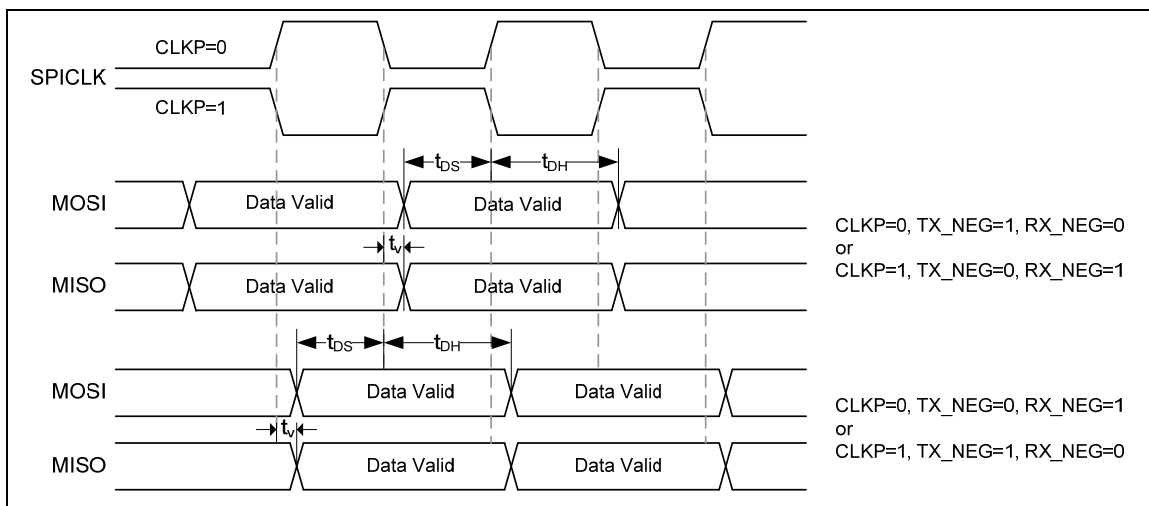 CLKP=0
SPICLK
CLKP=1
tDS
tDH
MOSI
Data Valid
Data Valid
tv
MISO
Data Valid
Data Valid
CLKP=0, TX_NEG=1, RX_NEG=0
or
CLKP=1, TX_NEG=0, RX_NEG=1
tDS
tDH
MOSI
Data Valid
Data Valid
tv
MISO
Data Valid
Data Valid
CLKP=0, TX_NEG=0, RX_NEG=1
or
CLKP=1, TX_NEG=1, RX_NEG=0